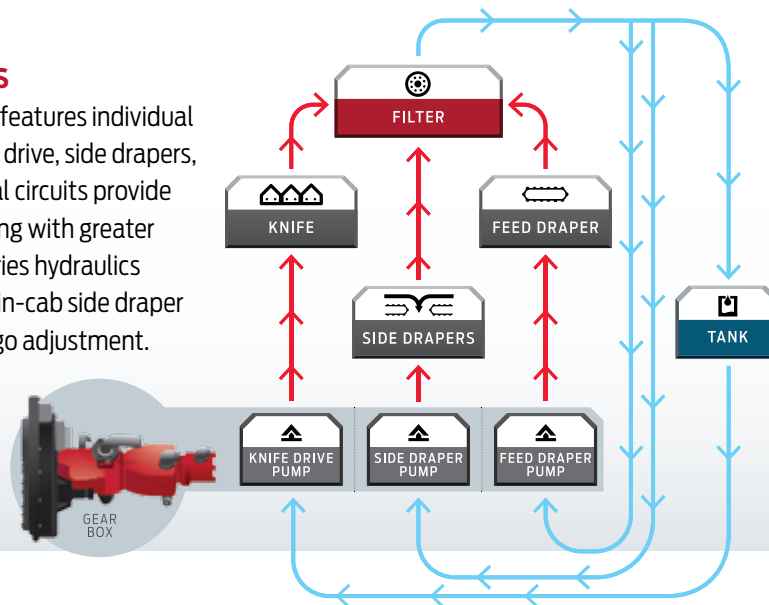 S
features individual
drive, side drapers,
al circuits provide
ng with greater
ries hydraulics
in-cab side draper
go adjustment.
FILTER
KNIFE
FEED DRAPER
SIDE DRAPERS
TANK
KNIFE DRIVE
PUMP
SIDE DRAPER
PUMP
FEED DRAPER
PUMP
GEAR
BOX